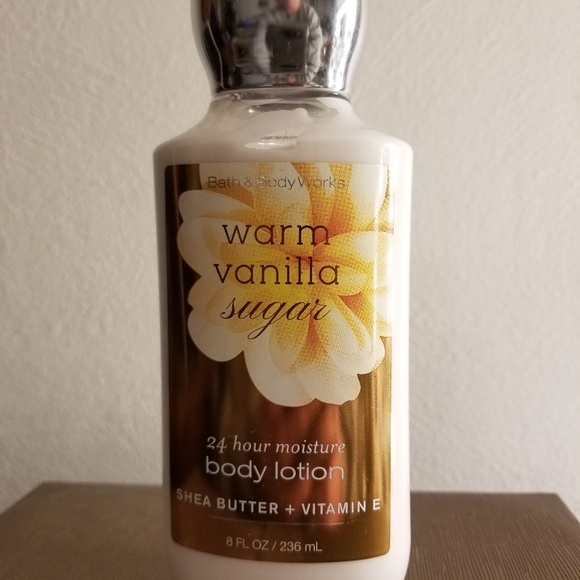 Bath & Body Works
warm
vanilla
sugar
24 hour moisture
body lotion
SHEA BUTTER + VITAMIN E
8 FL OZ / 236 mL